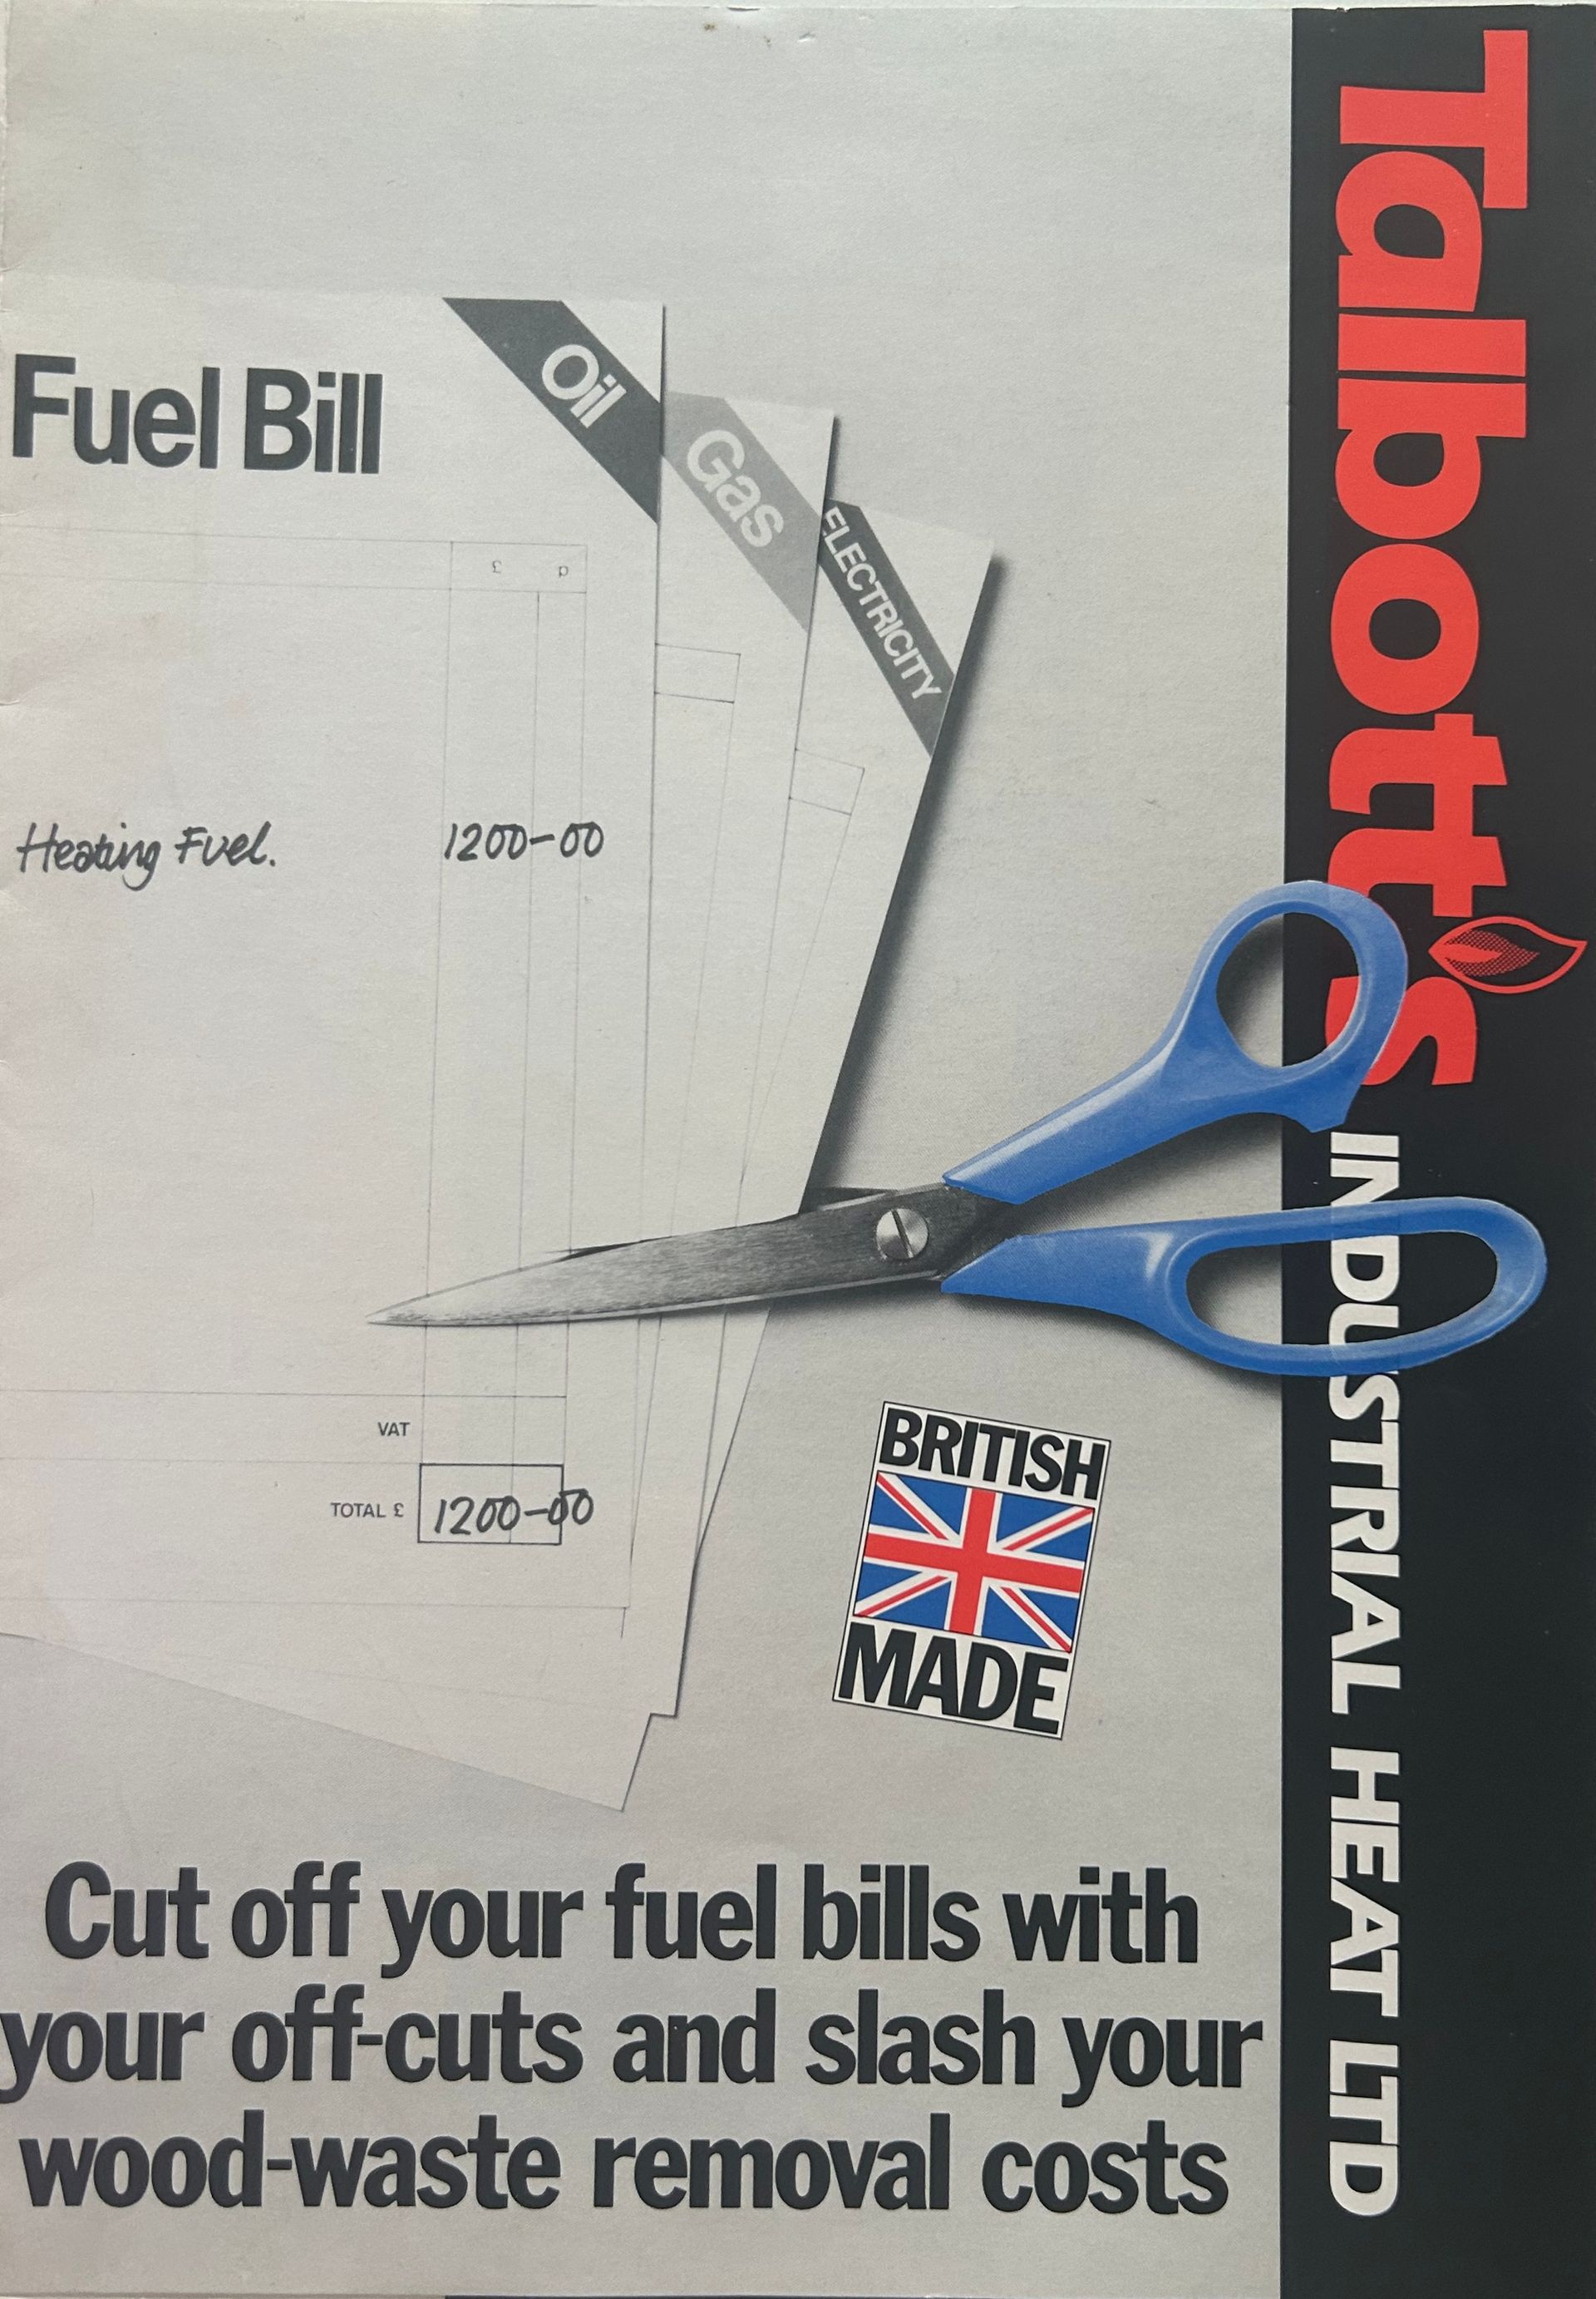 Talbott's INDUSTRIAL HEAT LTD
Oil
Gas
ELECTRICITY
Fuel Bill
£ p
Heating Fuel. 1200-00
VAT
TOTAL £ 1200-00
BRITISH
MADE
Cut off your fuel bills with
your off-cuts and slash your
wood-waste removal costs